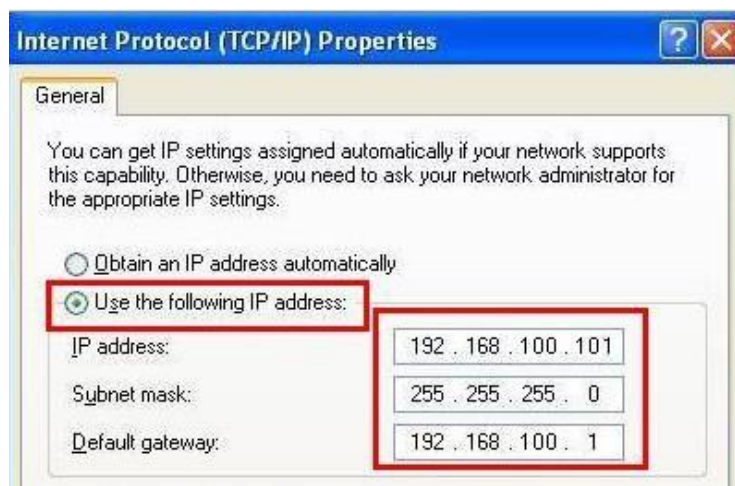 Internet Protocol (TCP/IP) Properties
General
You can get IP settings assigned automatically if your network supports
this capability. Otherwise, you need to ask your network administrator for
the appropriate IP settings.
Obtain an IP address automatically
Use the following IP address:
IP address: 192 . 168 . 100 . 101
Subnet mask: 255 . 255 . 255 . 0
Default gateway: 192 . 168 . 100 . 1